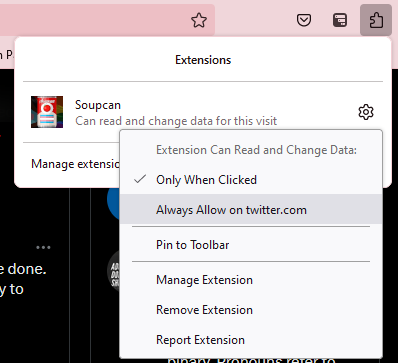 Extensions
Soupcan
Can read and change data for this visit
Manage extensio
Extension Can Read and Change Data:
Only When Clicked
Always Allow on twitter.com
Pin to Toolbar
Manage Extension
Remove Extension
Report Extension
e done.
y to
binary. Pronouns refer to